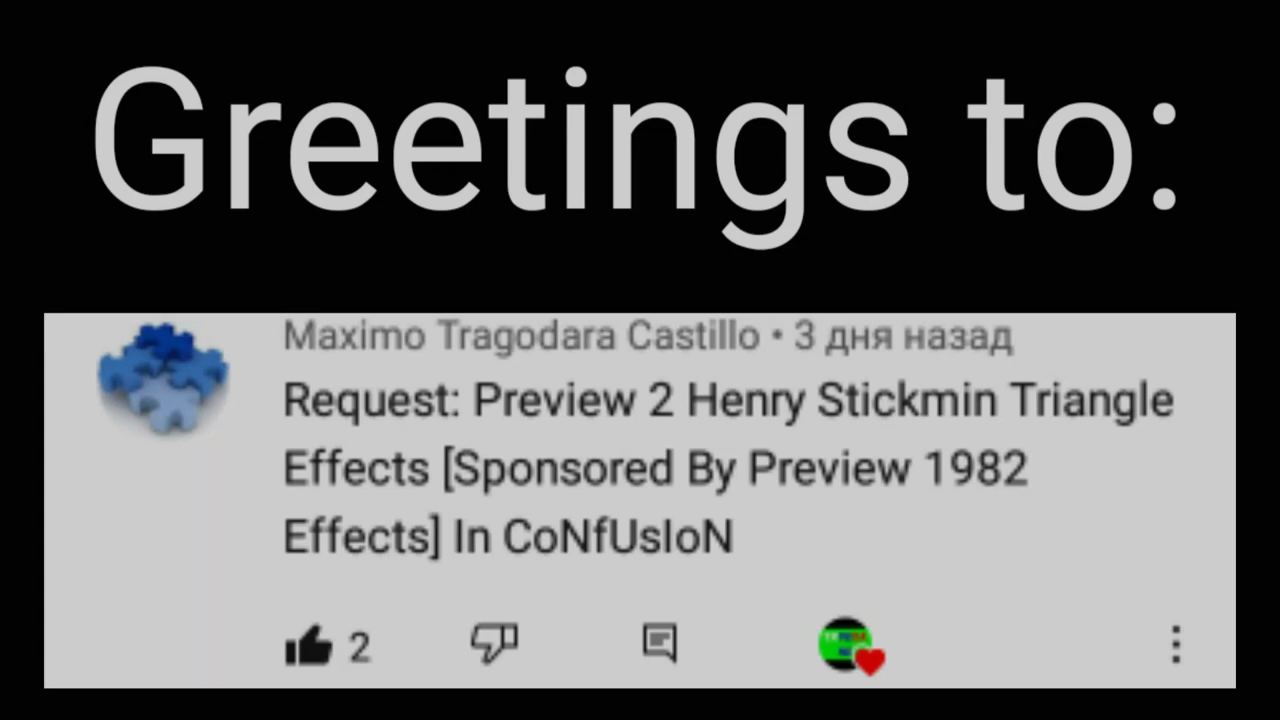 Greetings to:
Maximo Tragodara Castillo • 3 дня назад
Request: Preview 2 Henry Stickmin Triangle
Effects [Sponsored By Preview 1982
Effects] In CoNfUsIoN
2